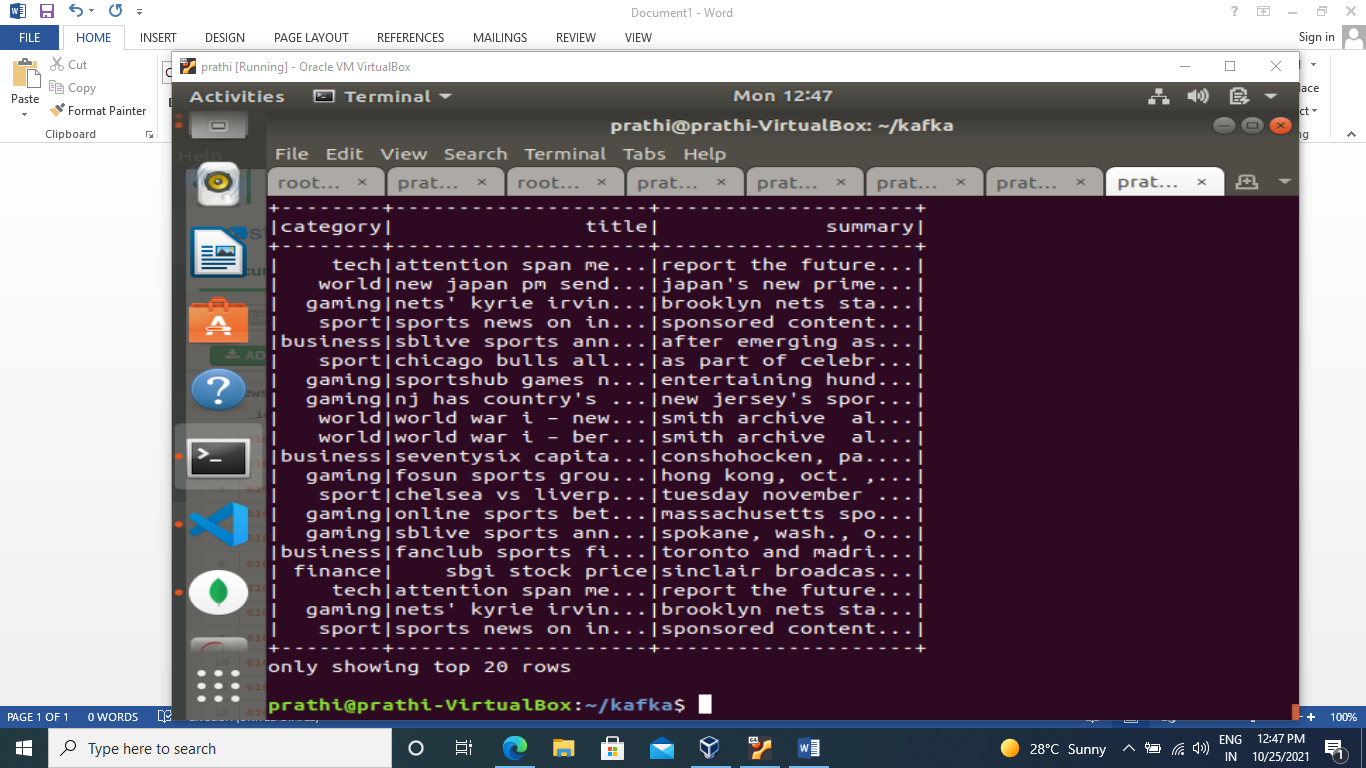 Document1 - Word
FILE HOME INSERT DESIGN PAGE LAYOUT REFERENCES MAILINGS REVIEW VIEW Sign in
Cut
Copy
Format Painter
Paste
Clipboard
prathi [Running] - Oracle VM VirtualBox
Activities Terminal Mon 12:47
prathi@prathi-VirtualBox: ~/kafka
File Edit View Search Terminal Tabs Help
root... × prat... × root... × prat... × prat... × prat... × prat... × prat... ×
+--------+--------------------+--------------------+
|category|               title|             summary|
+--------+--------------------+--------------------+
|    tech|attention span me...|report the future...|
|   world|new japan pm send...|japan's new prime...|
|  gaming|nets' kyrie irvin...|brooklyn nets sta...|
|   sport|sports news on in...|sponsored content...|
|business|sblive sports ann...|after emerging as...|
|   sport|chicago bulls all...|as part of celebr...|
|  gaming|sportshub games n...|entertaining hund...|
|  gaming|nj has country's ...|new jersey's spor...|
|   world|world war i – new...|smith archive  al...|
|   world|world war i – ber...|smith archive  al...|
|business|seventysix capita...|conshohocken, pa....|
|  gaming|fosun sports grou...|hong kong, oct. ,...|
|   sport|chelsea vs liverp...|tuesday november ...|
|  gaming|online sports bet...|massachusetts spo...|
|  gaming|sblive sports ann...|spokane, wash., o...|
|business|fanclub sports fi...|toronto and madri...|
| finance|    sbgi stock price|sinclair broadcas...|
|    tech|attention span me...|report the future...|
|  gaming|nets' kyrie irvin...|brooklyn nets sta...|
|   sport|sports news on in...|sponsored content...|
+--------+--------------------+--------------------+
only showing top 20 rows
prathi@prathi-VirtualBox:~/kafka$
PAGE 1 OF 1 0 WORDS 100%
Type here to search
28°C Sunny
ENG
IN
12:47 PM
10/25/2021
1